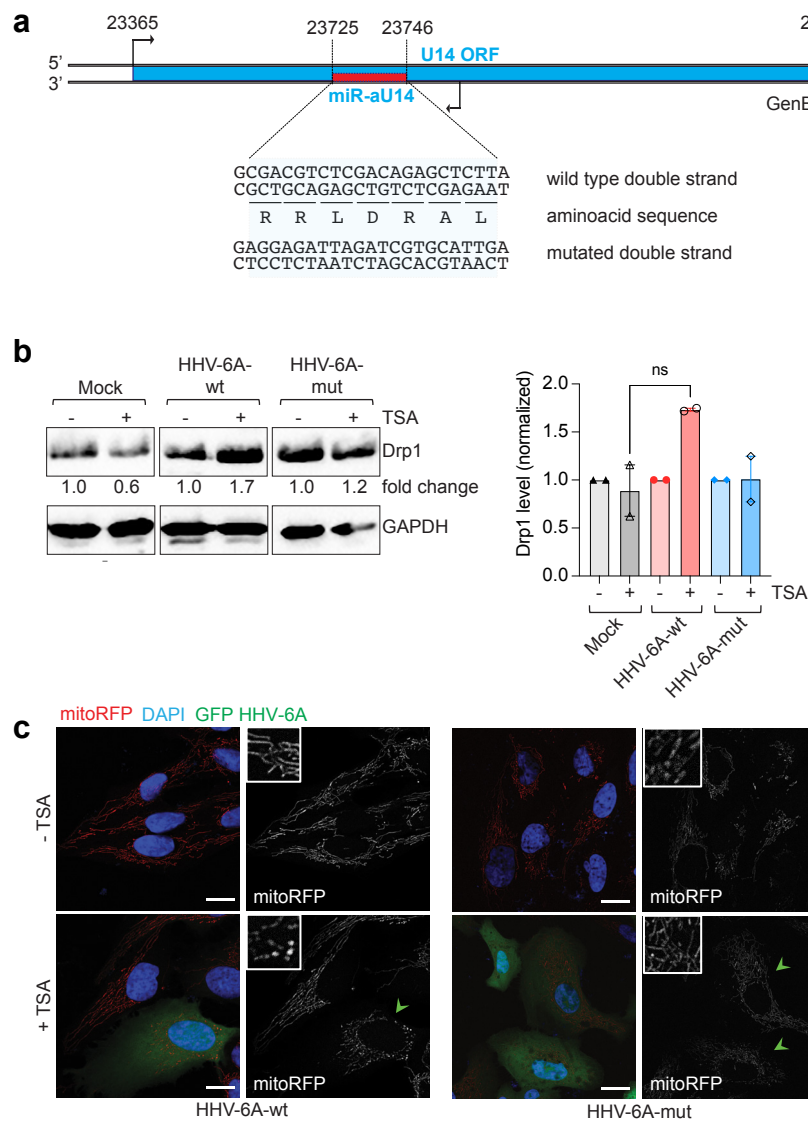 a
23365
23725
23746
2
U14 ORF
5’
3’
miR-aU14
GenB
GCGACGTCTCGACAGAGCTCTTA
CGCTGCAGAGCTGTCTCGAGAAT
wild type double strand
R R L D R A L
aminoacid sequence
GAGGAGATTAGATCGTGCATTGA
CTCCTCTAATCTAGCACGTAACT
mutated double strand
b
Mock
HHV-6A-
wt
HHV-6A-
mut
- + - + - + TSA
Drp1
1.0 0.6 1.0 1.7 1.0 1.2 fold change
GAPDH
Drp1 level (normalized)
2.0
1.5
1.0
0.5
0.0
ns
- + - + - + TSA
Mock
HHV-6A-wt
HHV-6A-mut
c
mitoRFP DAPI GFP HHV-6A
- TSA
mitoRFP
mitoRFP
+ TSA
mitoRFP
mitoRFP
HHV-6A-wt
HHV-6A-mut